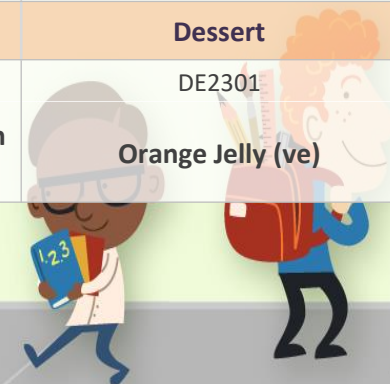 Dessert
DE2301
n
Orange Jelly (ve)
1.2.3